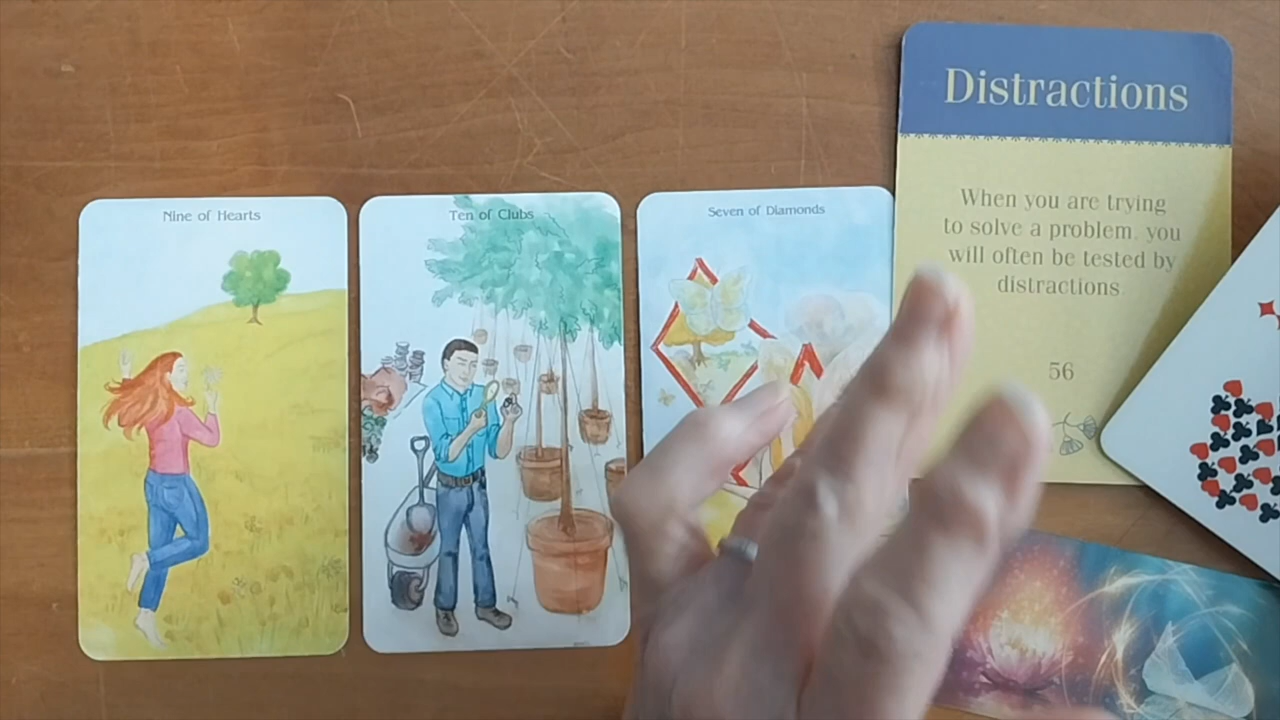 Nine of Hearts
Ten of Clubs
Seven of Diamonds
Distractions
When you are trying
to solve a problem, you
will often be tested by
distractions.
56